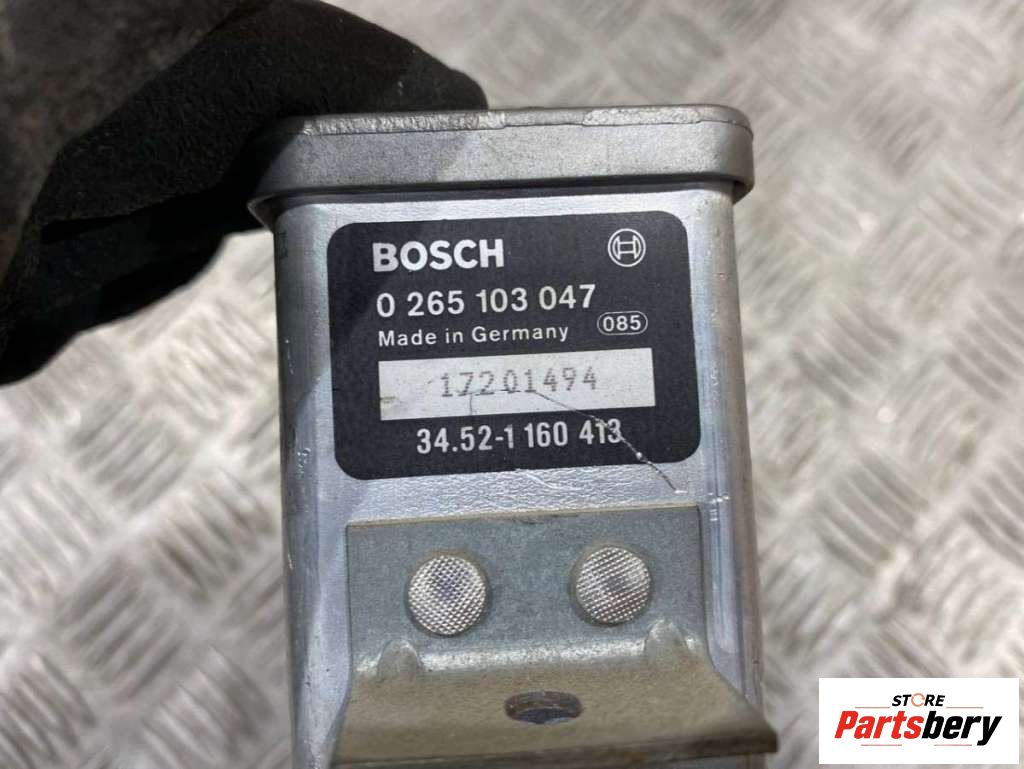 BOSCH
0 265 103 047
Made in Germany 085
17201494
34.52-1 160 413
STORE
Partsbery